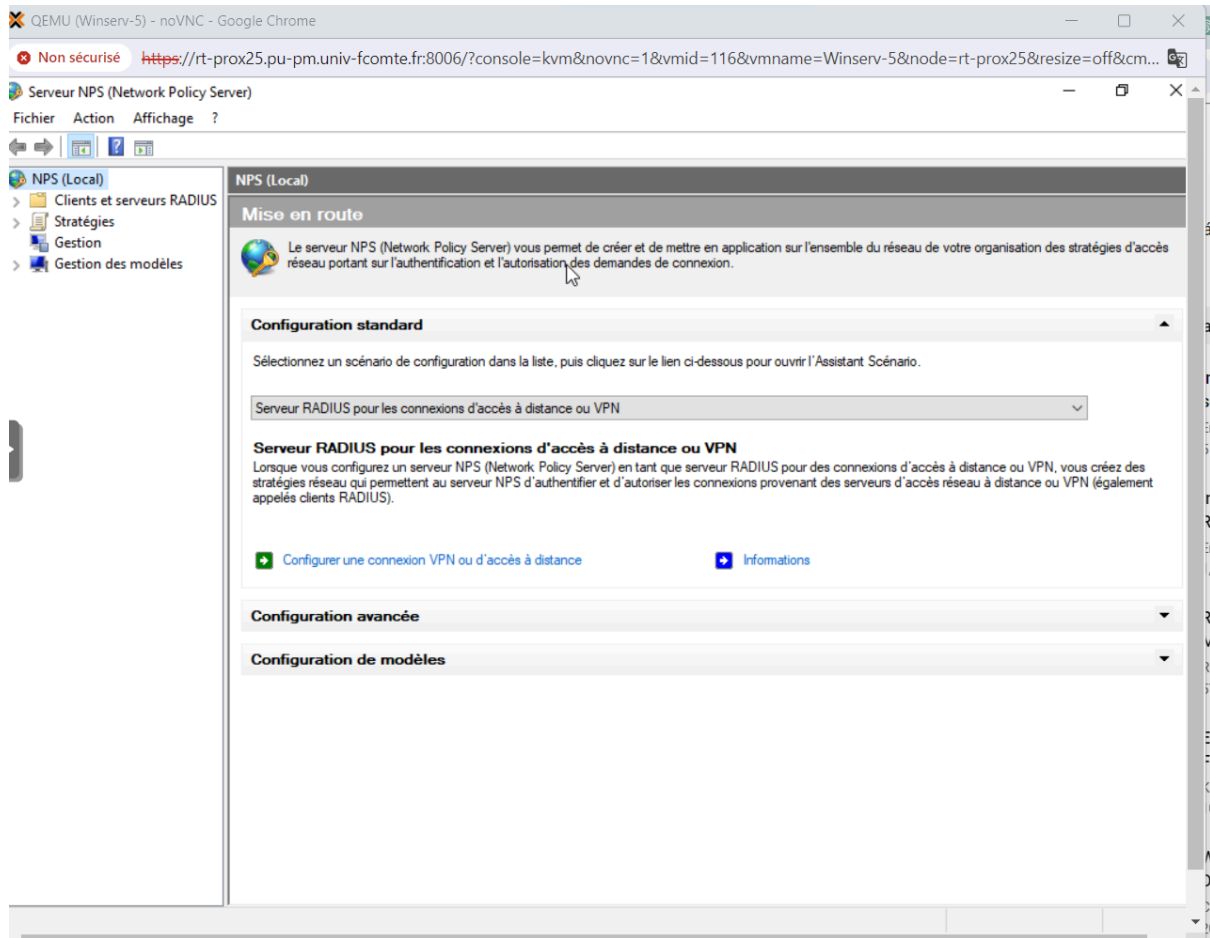 QEMU (Winserv-5) - noVNC - Google Chrome
Non sécurisé https://rt-prox25.pu-pm.univ-fcomte.fr:8006/?console=kvm&novnc=1&vmid=116&vmname=Winserv-5&node=rt-prox25&resize=off&cm...
Serveur NPS (Network Policy Server)
Fichier Action Affichage ?
NPS (Local)
Clients et serveurs RADIUS
Stratégies
Gestion
Gestion des modèles
NPS (Local)
Mise en route
Le serveur NPS (Network Policy Server) vous permet de créer et de mettre en application sur l'ensemble du réseau de votre organisation des stratégies d'accès
réseau portant sur l'authentification et l'autorisation des demandes de connexion.
Configuration standard
Sélectionnez un scénario de configuration dans la liste, puis cliquez sur le lien ci-dessous pour ouvrir l'Assistant Scénario.
Serveur RADIUS pour les connexions d'accès à distance ou VPN
Serveur RADIUS pour les connexions d'accès à distance ou VPN
Lorsque vous configurez un serveur NPS (Network Policy Server) en tant que serveur RADIUS pour des connexions d'accès à distance ou VPN, vous créez des
stratégies réseau qui permettent au serveur NPS d'authentifier et d'autoriser les connexions provenant des serveurs d'accès réseau à distance ou VPN (également
appelés clients RADIUS).
Configurer une connexion VPN ou d'accès à distance
Informations
Configuration avancée
Configuration de modèles